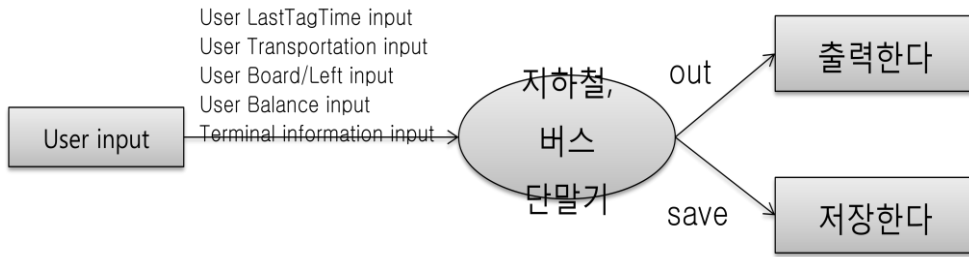 User LastTagTime input
User Transportation input
User Board/Left input
User Balance input
Terminal information input
User input
지하철,
버스
단말기
out
save
출력한다
저장한다